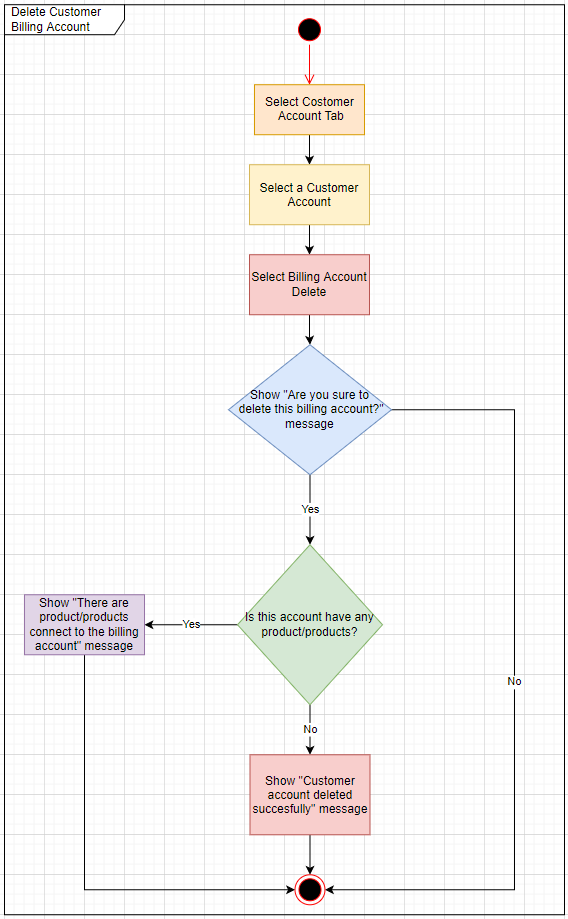 Delete Customer
Billing Account
Select Costomer
Account Tab
Select a Customer
Account
Select Billing Account
Delete
Show "Are you sure to
delete this billing account?"
message
Yes
Is this account have any
product/products?
Yes
Show "There are
product/products
connect to the billing
account" message
No
No
Show "Customer
account deleted
succesfully" message